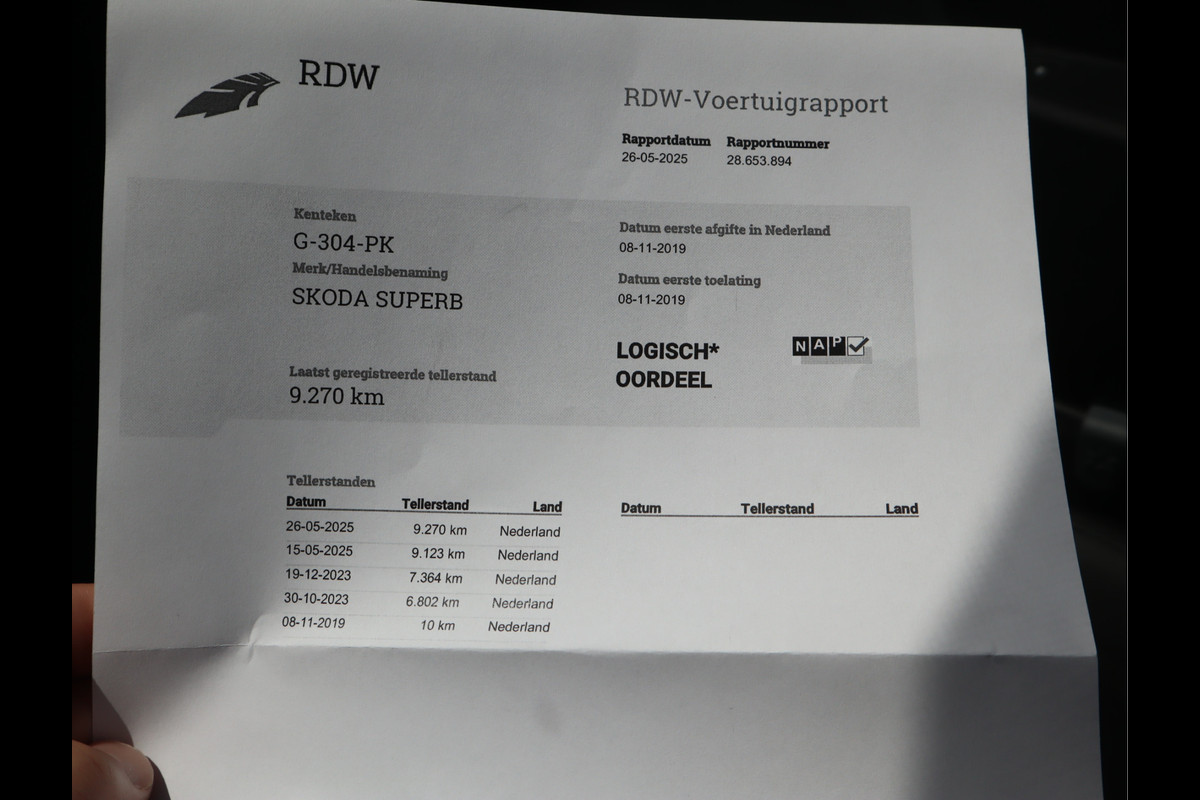 RDW
RDW-Voertuigrapport
Rapportdatum Rapportnummer
26-05-2025 28.653.894
Kenteken
G-304-PK
Merk/Handelsbenaming
SKODA SUPERB
Laatst geregistreerde tellerstand
9.270 km
Datum eerste afgifte in Nederland
08-11-2019
Datum eerste toelating
08-11-2019
LOGISCH*
OORDEEL
NAP
Tellerstanden
Datum Tellerstand Land
26-05-2025 9.270 km Nederland
15-05-2025 9.123 km Nederland
19-12-2023 7.364 km Nederland
30-10-2023 6.802 km Nederland
08-11-2019 10 km Nederland
Datum Tellerstand Land